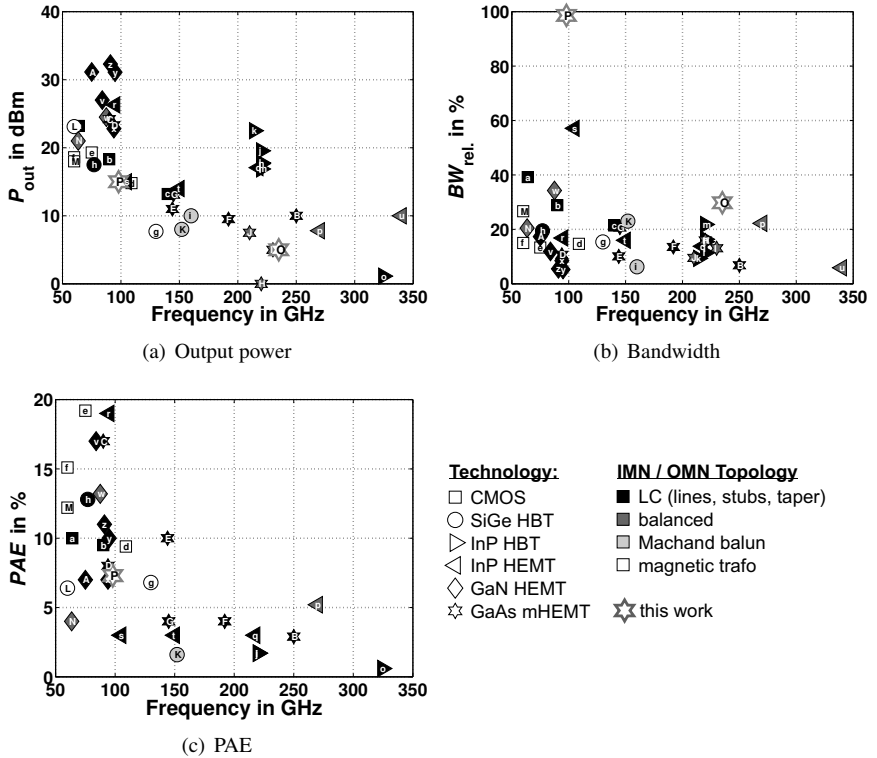 40
30
20
10
0
P_out in dBm
50 100 150 200 250 300 350
Frequency in GHz
L
M
N
A
z
y
v
r
e
b
h
P
d
t
c G
E
i
K
g
F
J
k
j
B
p
u
O
H
o
(a) Output power
100
80
60
40
20
0
BW_rel. in %
50 100 150 200 250 300 350
Frequency in GHz
P
s
a
w
b
M
N
h
A
L
f
e
v
z
y
r
D
d
g
c G
t
E
K
i
F
m
O
B
p
u
(b) Bandwidth
20
15
10
5
0
PAE in %
50 100 150 200 250 300 350
Frequency in GHz
e
r
v C
f
w
h
M
z
a
y
b
d
E
D
P
A
L
g
N
G
F
s
t
q
B
K
j
p
o
(c) PAE
Technology:
CMOS
SiGe HBT
InP HBT
InP HEMT
GaN HEMT
GaAs mHEMT
IMN / OMN Topology
LC (lines, stubs, taper)
balanced
Machand balun
magnetic trafo
this work